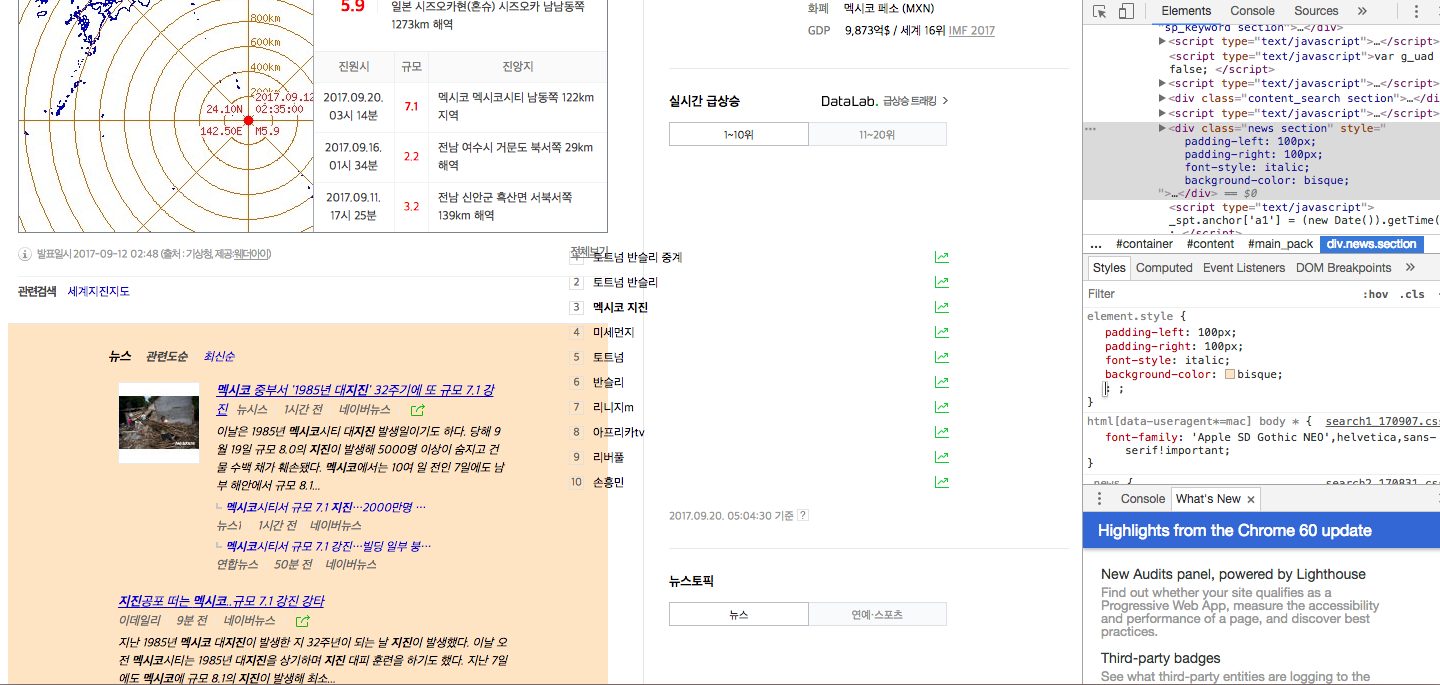 800km
600km
400km
200km
2017.09.12
24.10N 02:35:00
142.50E M5.9
5.9
일본 시즈오카현(혼슈) 시즈오카 남남동쪽
1273km 해역
진원시 규모 진앙지
2017.09.20.
03시 14분
7.1
멕시코 멕시코시티 남동쪽 122km
지역
2017.09.16.
01시 34분
2.2
전남 여수시 거문도 북서쪽 29km
해역
2017.09.11.
17시 25분
3.2
전남 신안군 흑산면 서북서쪽
139km 해역
발표일시 2017-09-12 02:48 (출처 : 기상청, 제공:웨더아이)
전체보기
관련검색 세계지진지도
뉴스 관련도순 최신순
멕시코 중부서 '1985년 대지진' 32주기에 또 규모 7.1 강
진 뉴시스 1시간 전 네이버뉴스
이날은 1985년 멕시코시티 대지진 발생일이기도 하다. 당해 9
월 19일 규모 8.0의 지진이 발생해 5000명 이상이 숨지고 건
물 수백 채가 훼손됐다. 멕시코에서는 10여 일 전인 7일에도 남
부 해안에서 규모 8.1...
멕시코시티서 규모 7.1 지진…2000만명 …
뉴스1 1시간 전 네이버뉴스
멕시코시티서 규모 7.1 강진…빌딩 일부 붕…
연합뉴스 50분 전 네이버뉴스
지진공포 떠는 멕시코..규모 7.1 강진 강타
이데일리 9분 전 네이버뉴스
지난 1985년 멕시코 대지진이 발생한 지 32주년이 되는 날 지진이 발생했다. 이날 오
전 멕시코시티는 1985년 대지진을 상기하며 지진 대피 훈련을 하기도 했다. 지난 7일
에도 멕시코에 규모 8.1의 지진이 발생해 최소...
화폐 멕시코 페소 (MXN)
GDP 9,873억$ / 세계 16위 IMF 2017
실시간 급상승 DataLab. 급상승 트래킹
1~10위 11~20위
1 토트넘 반슬리 중계
2 토트넘 반슬리
3 멕시코 지진
4 미세먼지
5 토트넘
6 반슬리
7 리니지m
8 아프리카tv
9 리버풀
10 손흥민
2017.09.20. 05:04:30 기준 ?
뉴스토픽
뉴스 연예·스포츠
Elements Console Sources »
sp_keyword section">…</div>
▶<script type="text/javascript">…</script>
<script type="text/javascript">var g_uad
false; </script>
▶<script type="text/javascript">…</script>
▶<div class="content_search section">…</di
▶<script type="text/javascript">…</script>
… ▶<div class="news section" style="
padding-left: 100px;
padding-right: 100px;
font-style: italic;
background-color: bisque;
">…</div> == $0
<script type="text/javascript">
_spt.anchor['a1'] = (new Date()).getTime(
; </script>
... #container #content #main_pack div.news.section
Styles Computed Event Listeners DOM Breakpoints »
Filter :hov .cls
element.style {
padding-left: 100px;
padding-right: 100px;
font-style: italic;
background-color: bisque;
: ;
}
html[data-useragent*=mac] body * { search1_170907.css
font-family: 'Apple SD Gothic NEO',helvetica,sans-
serif!important;
}
.news { search2_170831.css
Console What's New ×
Highlights from the Chrome 60 update
New Audits panel, powered by Lighthouse
Find out whether your site qualifies as a
Progressive Web App, measure the accessibility
and performance of a page, and discover best
practices.
Third-party badges
See what third-party entities are logging to the